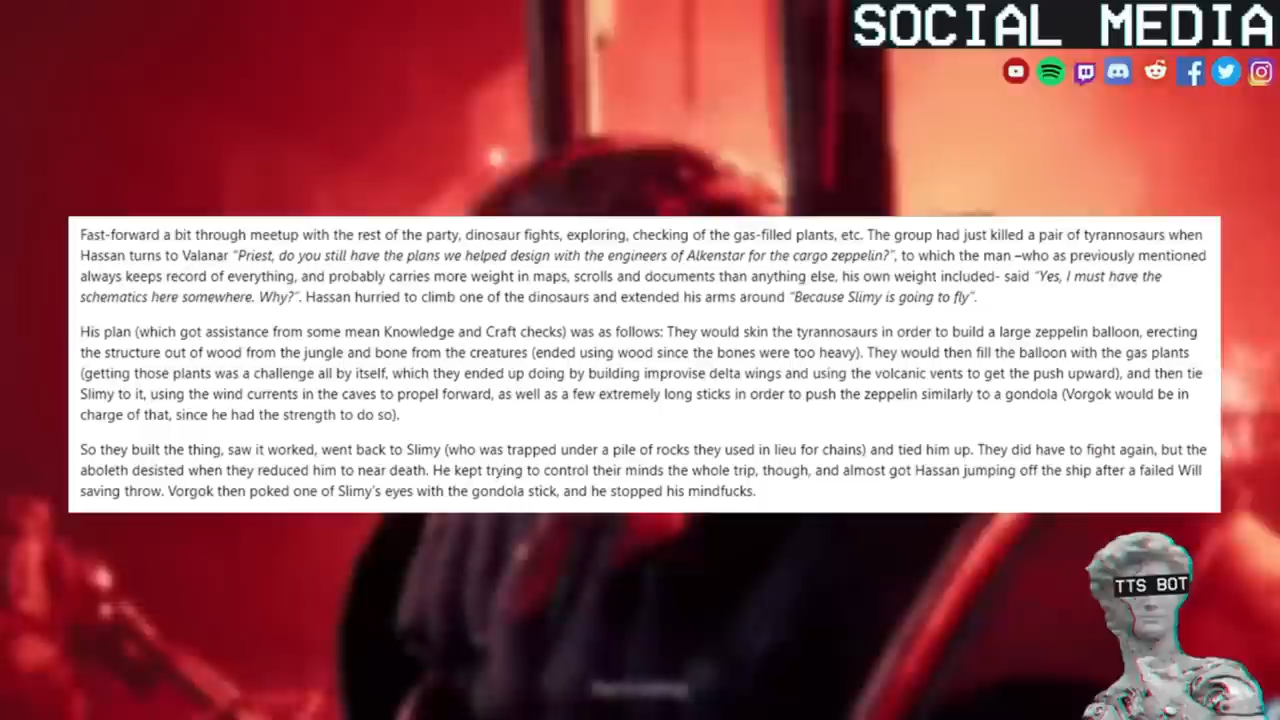 SOCIAL MEDIA
Fast-forward a bit through meetup with the rest of the party, dinosaur fights, exploring, checking of the gas-filled plants, etc. The group had just killed a pair of tyrannosaurs when
Hassan turns to Valanar “Priest, do you still have the plans we helped design with the engineers of Alkenstar for the cargo zeppelin?”, to which the man –who as previously mentioned
always keeps record of everything, and probably carries more weight in maps, scrolls and documents than anything else, his own weight included- said “Yes, I must have the
schematics here somewhere. Why?”. Hassan hurried to climb one of the dinosaurs and extended his arms around “Because Slimy is going to fly”.
His plan (which got assistance from some mean Knowledge and Craft checks) was as follows: They would skin the tyrannosaurs in order to build a large zeppelin balloon, erecting
the structure out of wood from the jungle and bone from the creatures (ended using wood since the bones were too heavy). They would then fill the balloon with the gas plants
(getting those plants was a challenge all by itself, which they ended up doing by building improvise delta wings and using the volcanic vents to get the push upward), and then tie
Slimy to it, using the wind currents in the caves to propel forward, as well as a few extremely long sticks in order to push the zeppelin similarly to a gondola (Vorgok would be in
charge of that, since he had the strength to do so).
So they built the thing, saw it worked, went back to Slimy (who was trapped under a pile of rocks they used in lieu for chains) and tied him up. They did have to fight again, but the
aboleth desisted when they reduced him to near death. He kept trying to control their minds the whole trip, though, and almost got Hassan jumping off the ship after a failed Will
saving throw. Vorgok then poked one of Slimy’s eyes with the gondola stick, and he stopped his mindfucks.
TTS BOT